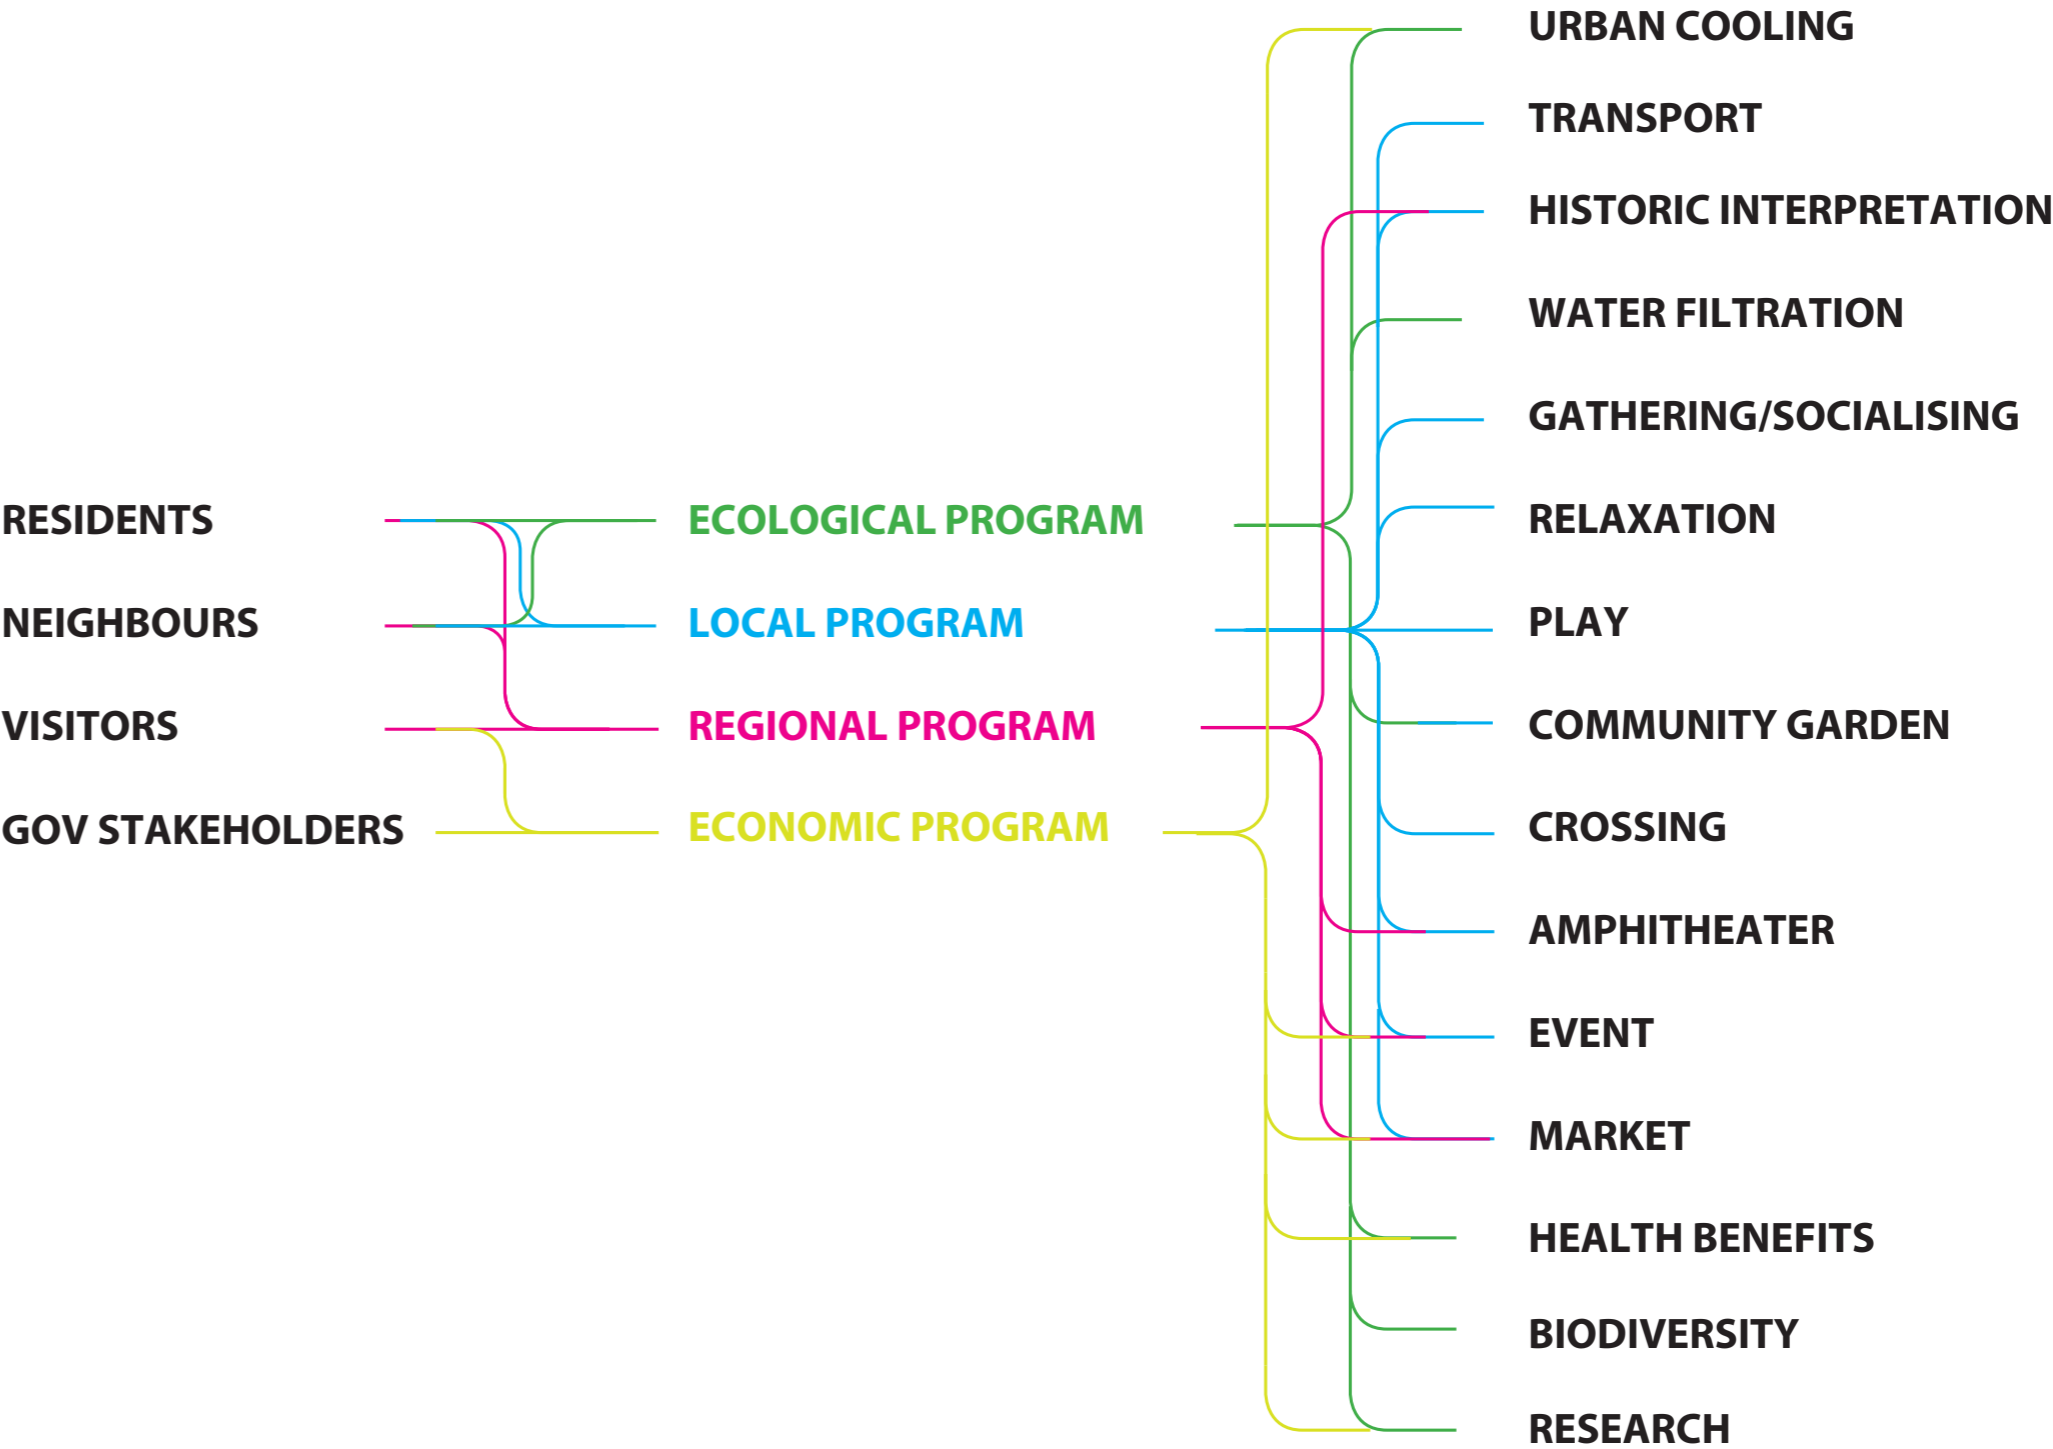 RESIDENTS
NEIGHBOURS
VISITORS
GOV STAKEHOLDERS
ECOLOGICAL PROGRAM
LOCAL PROGRAM
REGIONAL PROGRAM
ECONOMIC PROGRAM
URBAN COOLING
TRANSPORT
HISTORIC INTERPRETATION
WATER FILTRATION
GATHERING/SOCIALISING
RELAXATION
PLAY
COMMUNITY GARDEN
CROSSING
AMPHITHEATER
EVENT
MARKET
HEALTH BENEFITS
BIODIVERSITY
RESEARCH